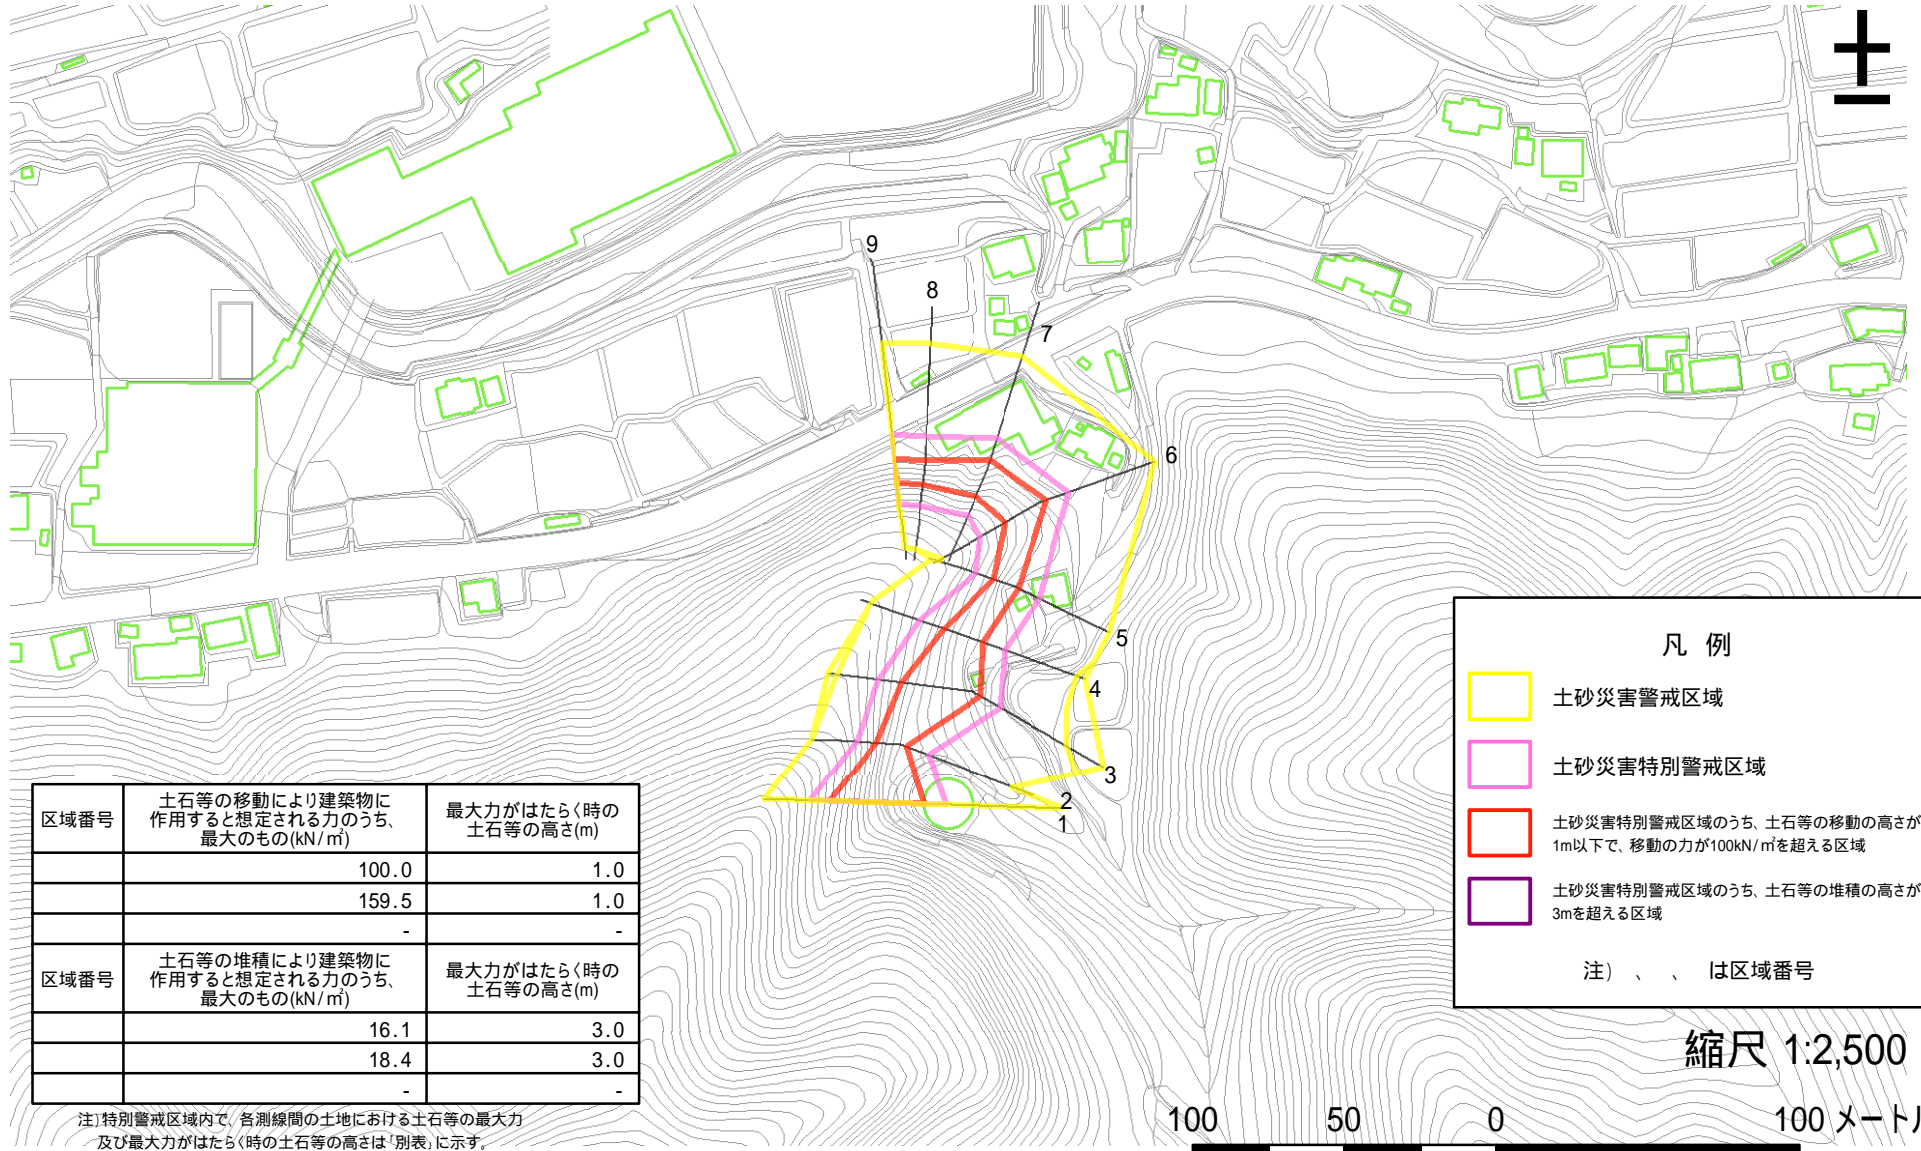 9
8
7
6
5
4
3
2
1
凡 例
土砂災害警戒区域
土砂災害特別警戒区域
土砂災害特別警戒区域のうち、土石等の移動の高さが
1m以下で、移動の力が100kN/㎡を超える区域
土砂災害特別警戒区域のうち、土石等の堆積の高さが
3mを超える区域
注) 、 、 は区域番号
区域番号
土石等の移動により建築物に
作用すると想定される力のうち、
最大のもの(kN/㎡)
最大力がはたらく時の
土石等の高さ(m)
100.0 1.0
159.5 1.0
- -
区域番号
土石等の堆積により建築物に
作用すると想定される力のうち、
最大のもの(kN/㎡)
最大力がはたらく時の
土石等の高さ(m)
16.1 3.0
18.4 3.0
- -
注)特別警戒区域内で、各測線間の土地における土石等の最大力
及び最大力がはたらく時の土石等の高さは「別表」に示す。
縮尺 1:2,500
100 50 0 100 メートル